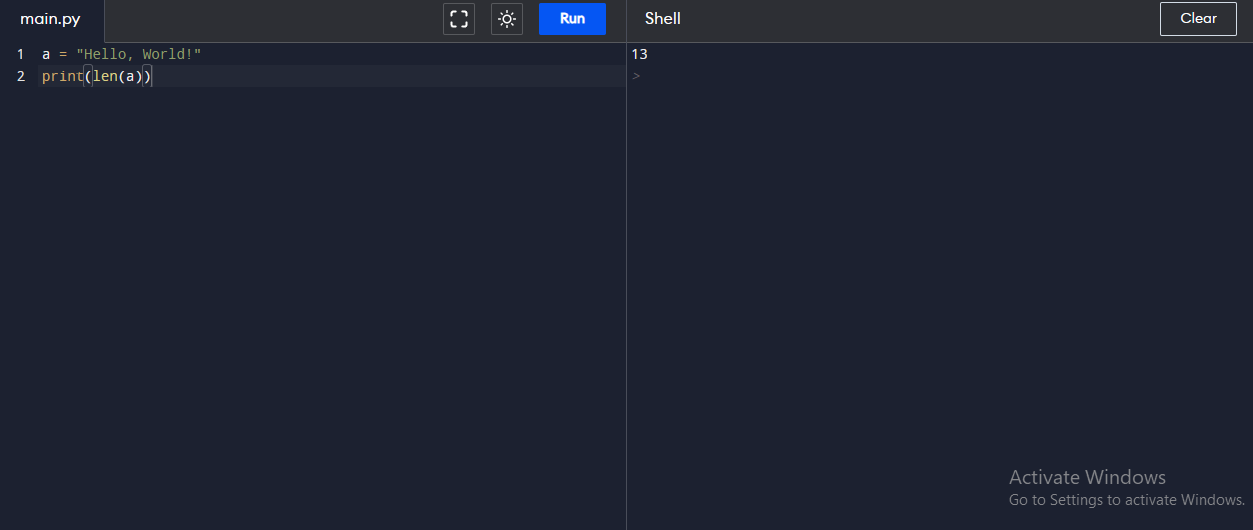 main.py
Run
1 a = "Hello, World!"
2 print(len(a))
Shell
Clear
13
>
Activate Windows
Go to Settings to activate Windows.